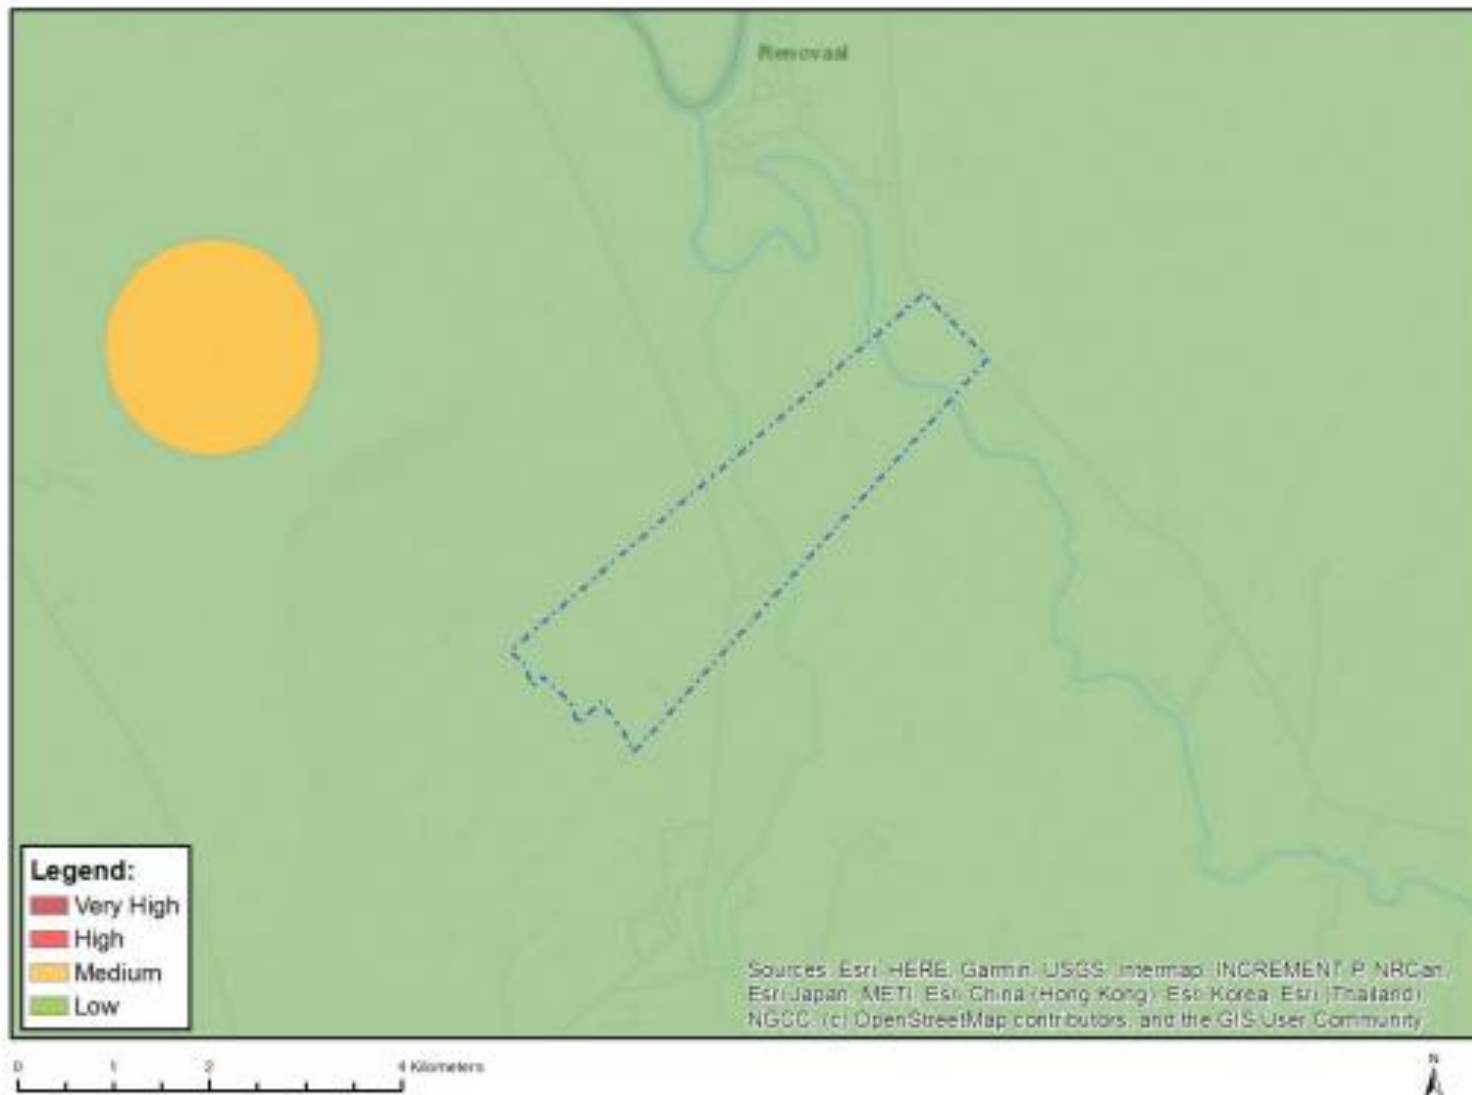 Renovaal
Legend:
Very High
High
Medium
Low
Sources: Esri, HERE, Garmin, USGS, Intermap, INCREMENT P, NRCan,
Esri Japan, METI, Esri China (Hong Kong), Esri Korea, Esri (Thailand),
NGCC, (c) OpenStreetMap contributors, and the GIS User Community
0 1 2 4 Kilometers
N